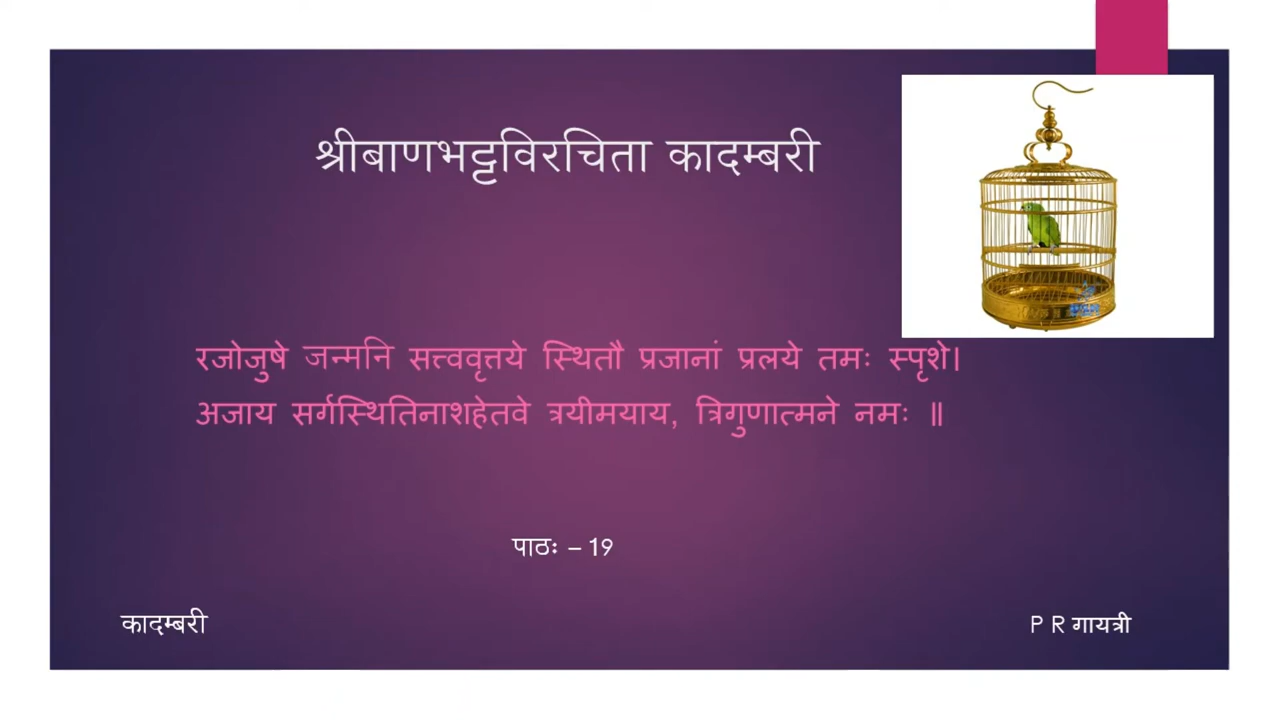 श्रीबाणभट्टविरचिता कादम्बरी
रजोजुषे जन्मनि सत्त्ववृत्तये स्थितौ प्रजानां प्रलये तमः स्पृशे।
अजाय सर्गस्थितिनाशहेतवे त्रयीमयाय, त्रिगुणात्मने नमः ॥
पाठः – 19
कादम्बरी
P R गायत्री